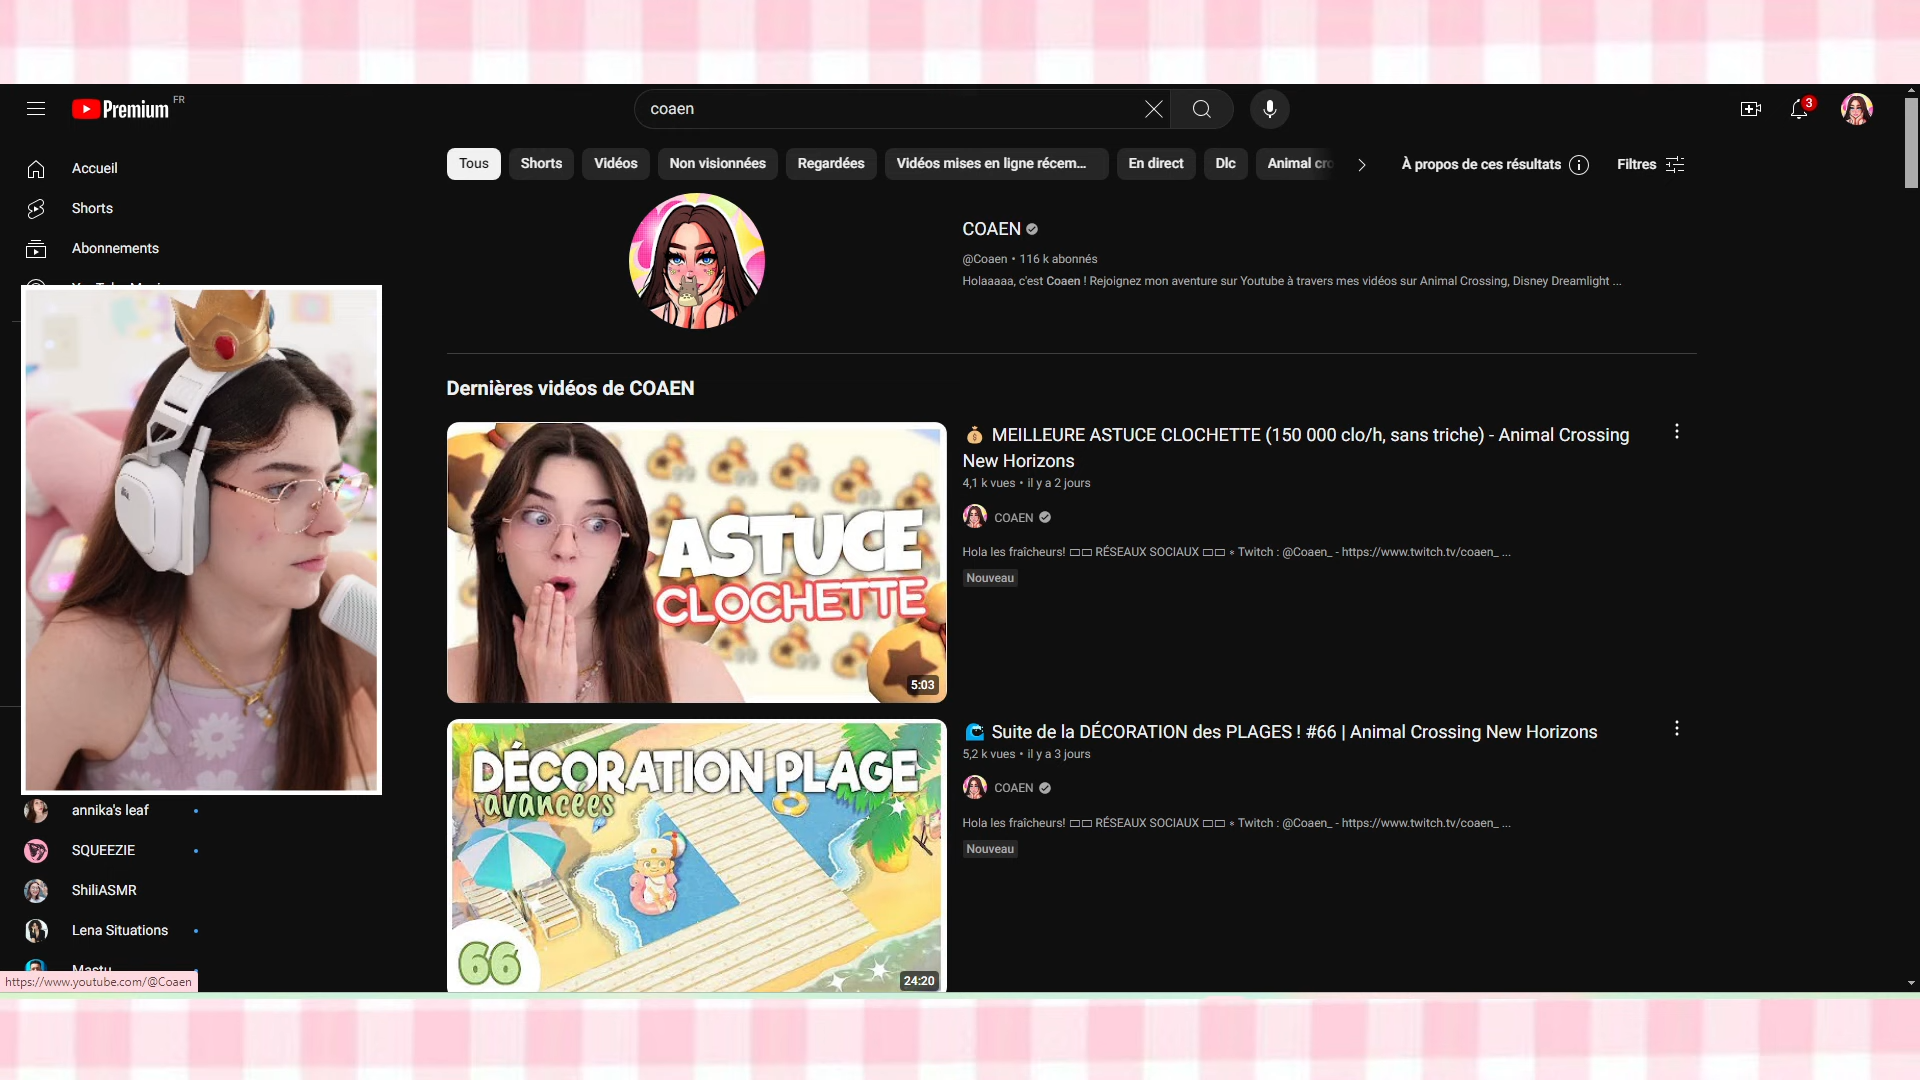 Premium FR
coaen
3
Tous
Shorts
Vidéos
Non visionnées
Regardées
Vidéos mises en ligne récem...
En direct
Dlc
Animal cro
À propos de ces résultats
Filtres
Accueil
Shorts
Abonnements
COAEN
@Coaen • 116 k abonnés
Holaaaaa, c'est Coaen ! Rejoignez mon aventure sur Youtube à travers mes vidéos sur Animal Crossing, Disney Dreamlight ...
Dernières vidéos de COAEN
ASTUCE
CLOCHETTE
5:03
MEILLEURE ASTUCE CLOCHETTE (150 000 clo/h, sans triche) - Animal Crossing
New Horizons
4,1 k vues • il y a 2 jours
COAEN
Hola les fraîcheurs! □□ RÉSEAUX SOCIAUX □□ ∗ Twitch : @Coaen_ - https://www.twitch.tv/coaen_ ...
Nouveau
DÉCORATION PLAGE
avancées
66
24:20
Suite de la DÉCORATION des PLAGES ! #66 | Animal Crossing New Horizons
5,2 k vues • il y a 3 jours
COAEN
Hola les fraîcheurs! □□ RÉSEAUX SOCIAUX □□ ∗ Twitch : @Coaen_ - https://www.twitch.tv/coaen_ ...
Nouveau
annika's leaf
SQUEEZIE
ShiliASMR
Lena Situations
Mastu
https://www.youtube.com/@Coaen